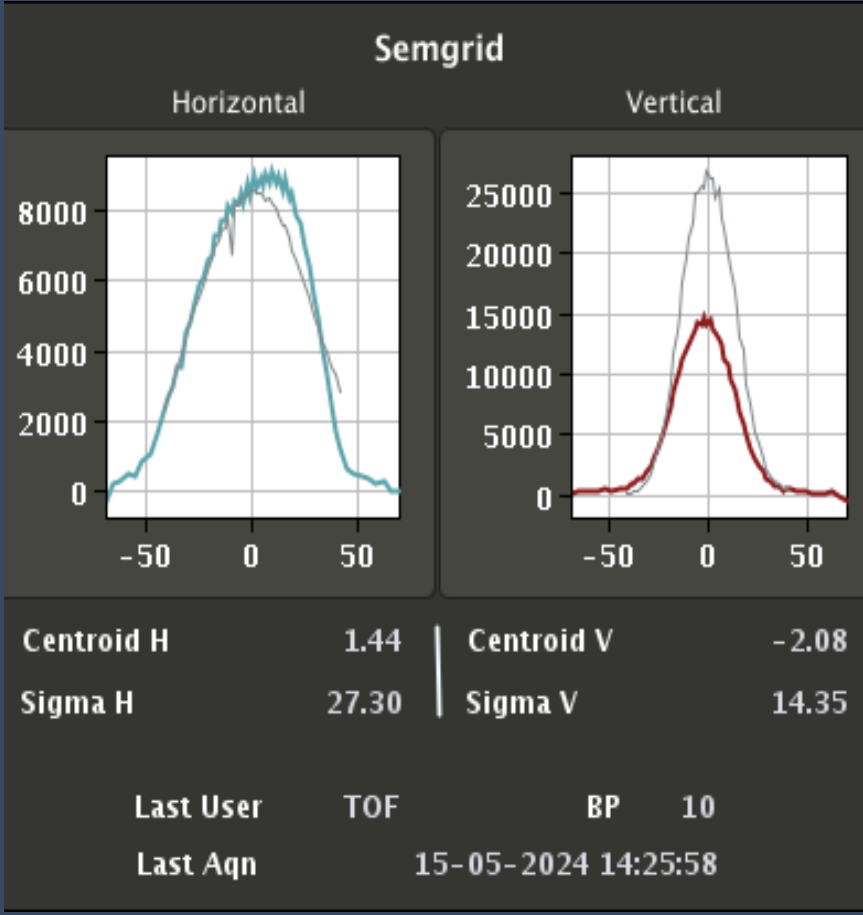 Semgrid
Horizontal Vertical
8000
6000
4000
2000
0
-50 0 50
25000
20000
15000
10000
5000
0
-50 0 50
Centroid H 1.44 Centroid V -2.08
Sigma H 27.30 Sigma V 14.35
Last User TOF BP 10
Last Aqn 15-05-2024 14:25:58